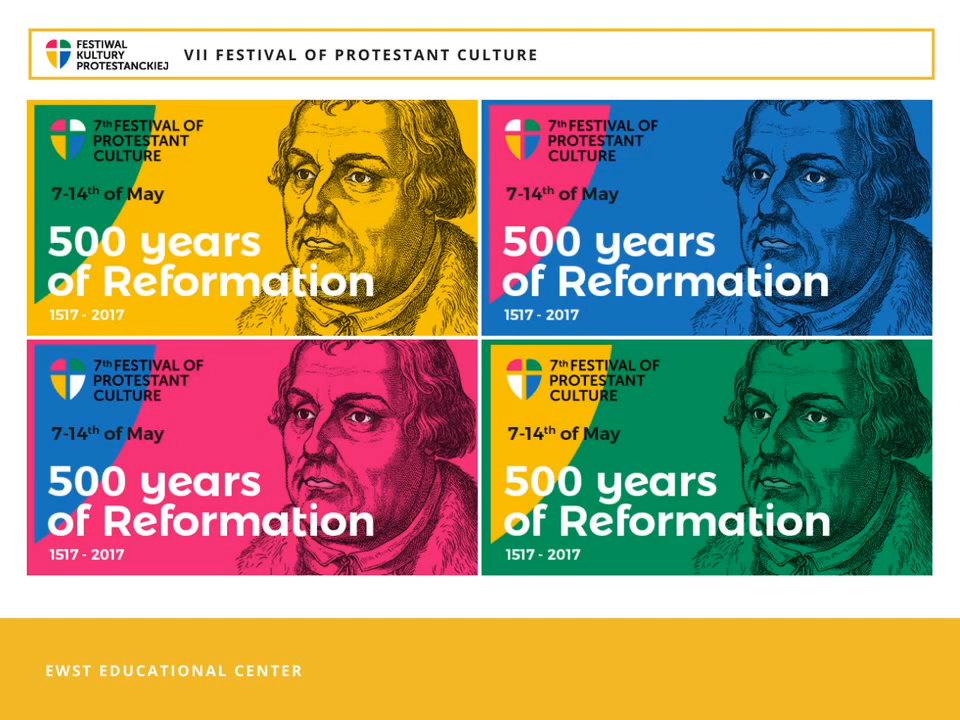 FESTIWAL
KULTURY
PROTESTANCKIEJ
VII FESTIVAL OF PROTESTANT CULTURE
7th FESTIVAL OF
PROTESTANT
CULTURE
7-14th of May
500 years
of Reformation
1517 - 2017
7th FESTIVAL OF
PROTESTANT
CULTURE
7-14th of May
500 years
of Reformation
1517 - 2017
7th FESTIVAL OF
PROTESTANT
CULTURE
7-14th of May
500 years
of Reformation
1517 - 2017
7th FESTIVAL OF
PROTESTANT
CULTURE
7-14th of May
500 years
of Reformation
1517 - 2017
EWST EDUCATIONAL CENTER